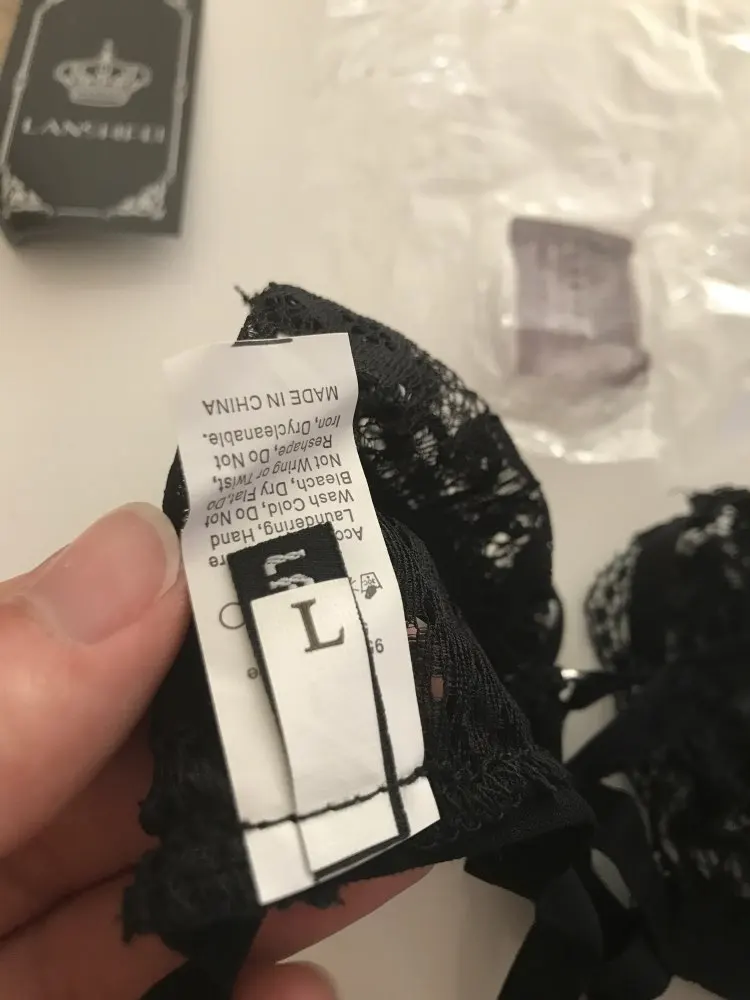 LANSHIFEI
L
Laundering, Hand
Wash Cold, Do Not
Bleach, Dry Flat, Do
Not Wring or Twist,
Reshape, Do Not
Iron, Drycleanable.
MADE IN CHINA